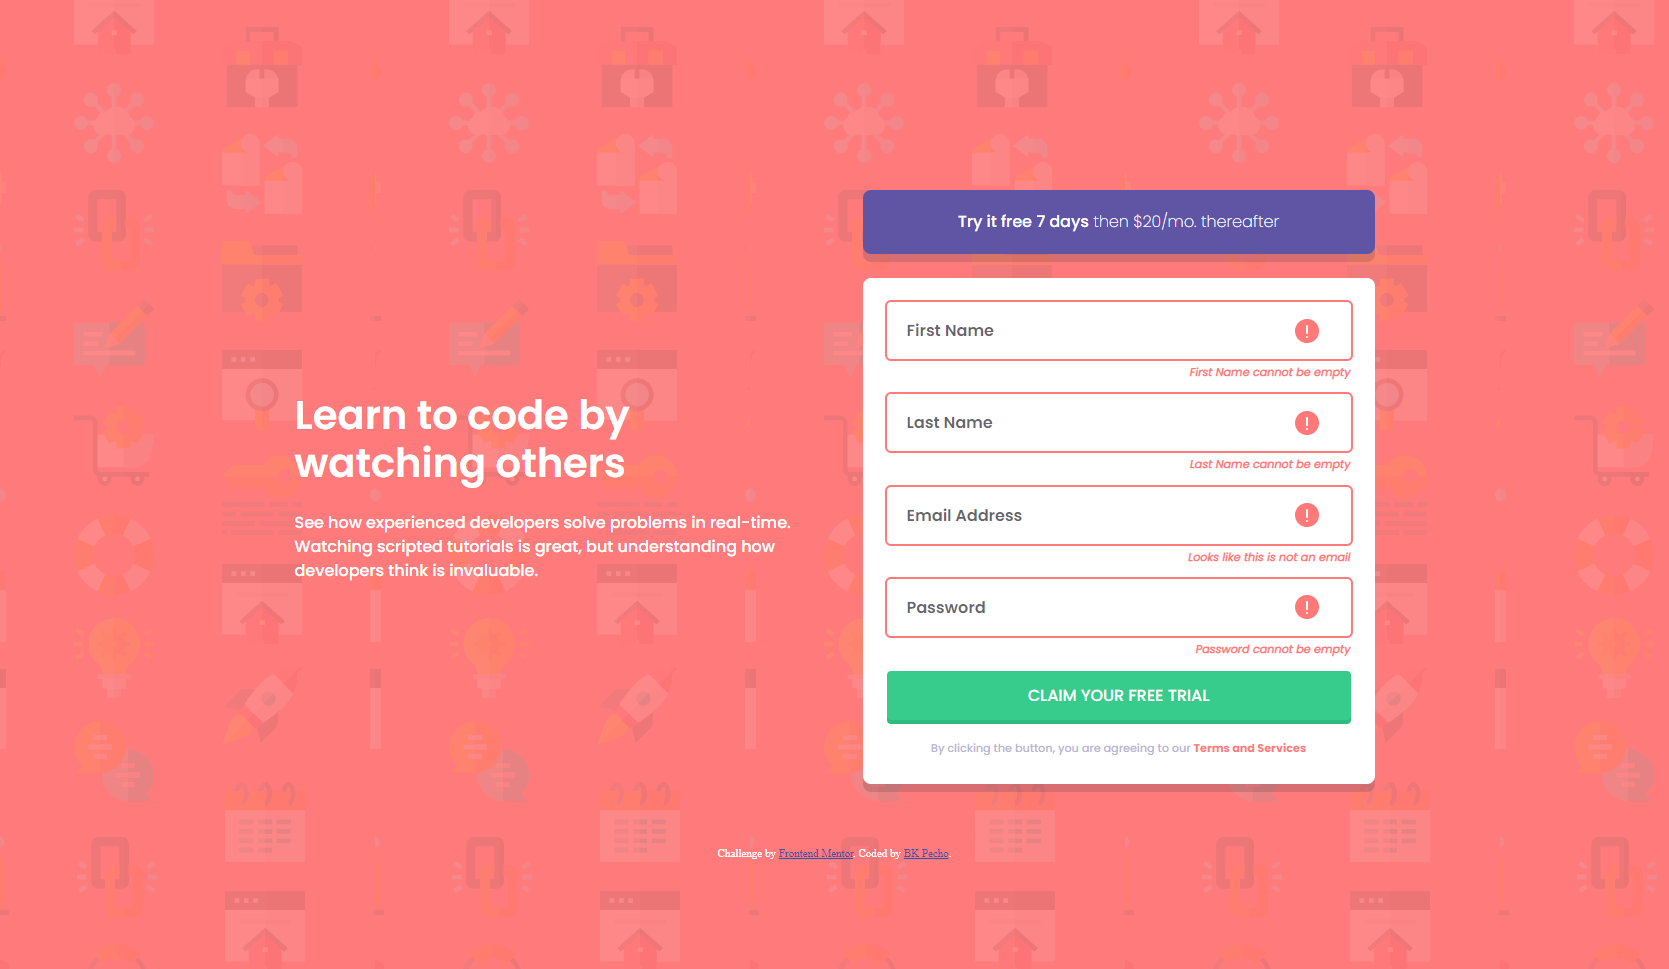 Learn to code by
watching others
See how experienced developers solve problems in real-time.
Watching scripted tutorials is great, but understanding how
developers think is invaluable.
Try it free 7 days then $20/mo. thereafter
First Name
First Name cannot be empty
Last Name
Last Name cannot be empty
Email Address
Looks like this is not an email
Password
Password cannot be empty
CLAIM YOUR FREE TRIAL
By clicking the button, you are agreeing to our Terms and Services
Challenge by Frontend Mentor. Coded by BK Pecho.